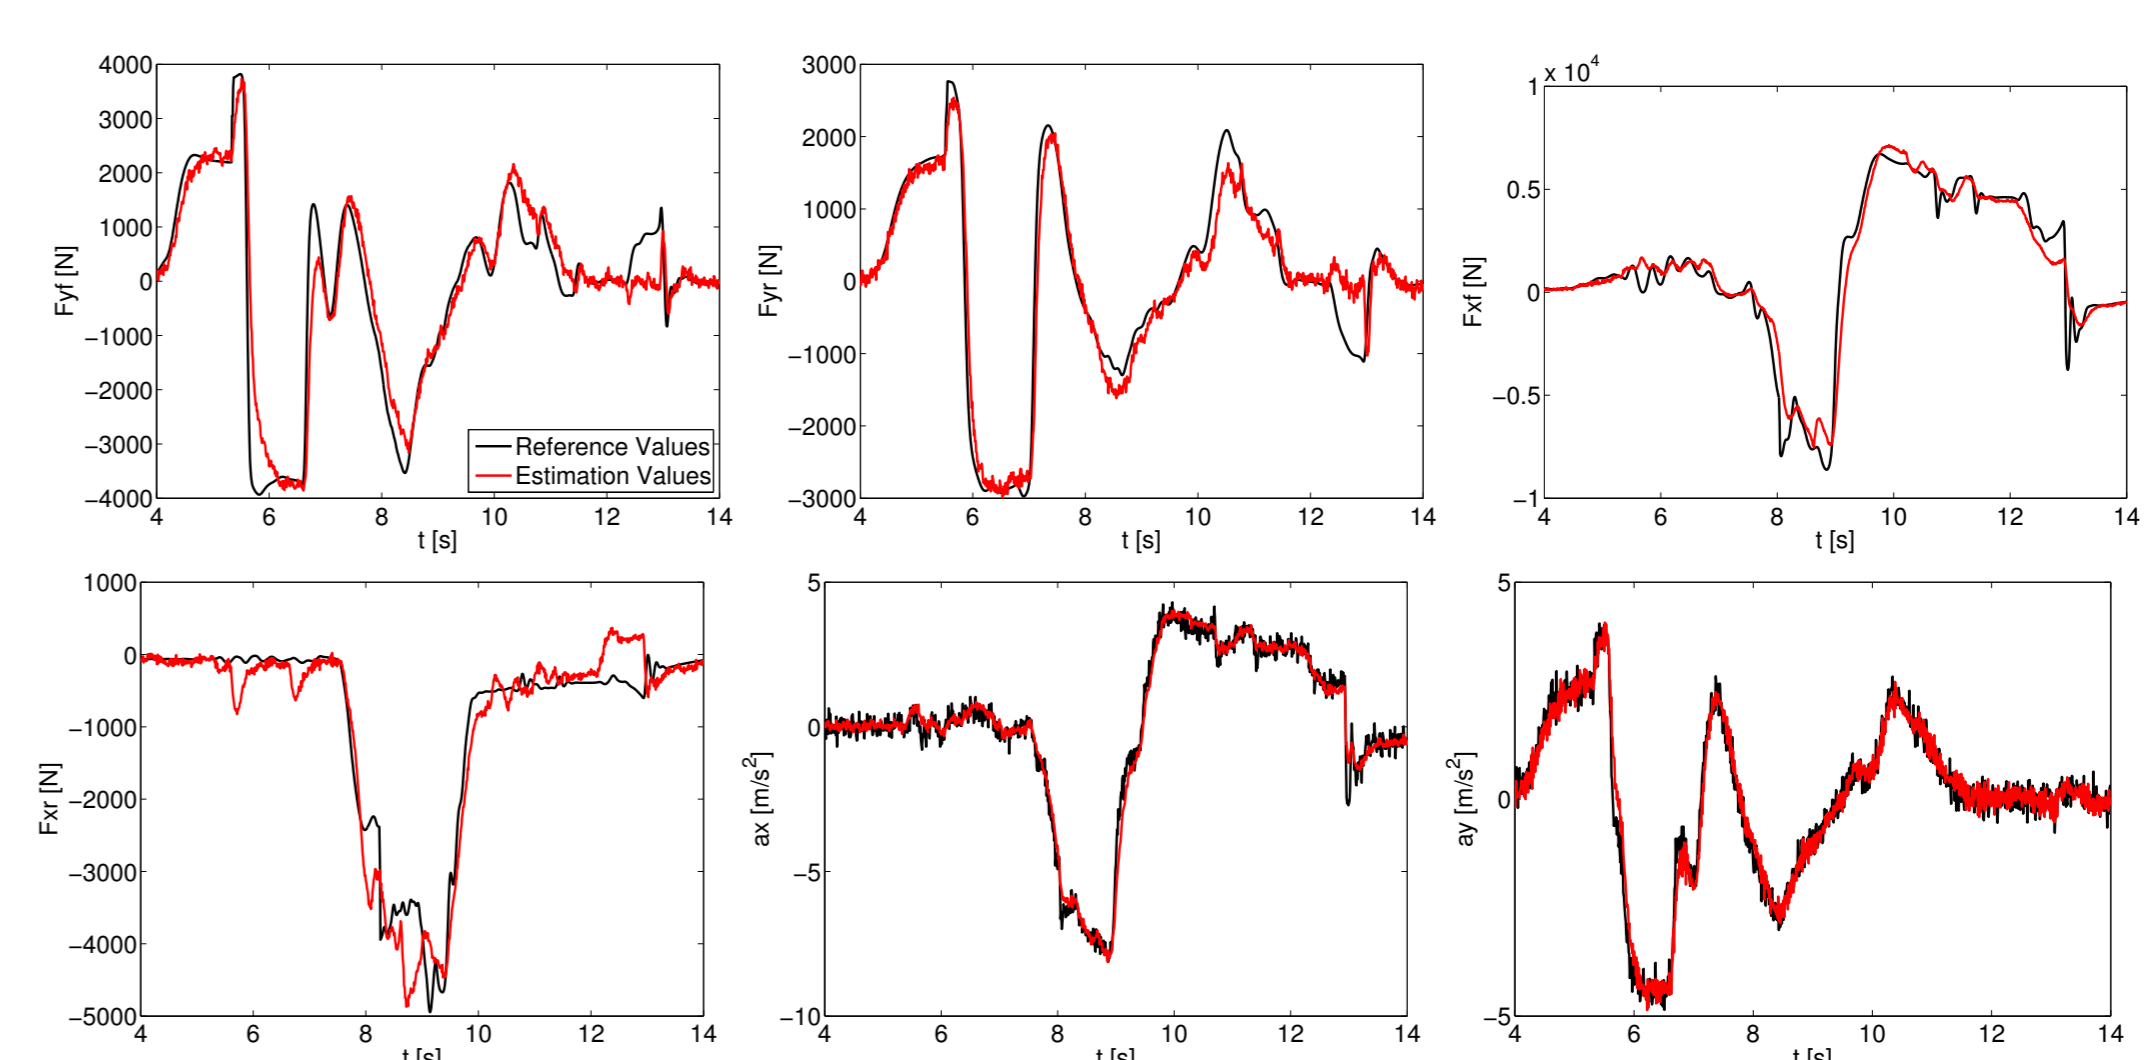 4000
3000
2000
1000
0
−1000
−2000
−3000
−4000
4 6 8 10 12 14
Fyf [N]
t [s]
Reference Values
Estimation Values
3000
2000
1000
0
−1000
−2000
−3000
4 6 8 10 12 14
Fyr [N]
t [s]
1 x 10^4
0.5
0
−0.5
−1
4 6 8 10 12 14
Fxf [N]
t [s]
1000
0
−1000
−2000
−3000
−4000
−5000
4 6 8 10 12 14
Fxr [N]
t [s]
5
0
−5
−10
4 6 8 10 12 14
ax [m/s²]
t [s]
5
0
−5
4 6 8 10 12 14
ay [m/s²]
t [s]